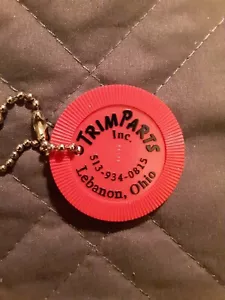 TRIMPARTS
Inc.
513-934-0815
Lebanon, Ohio